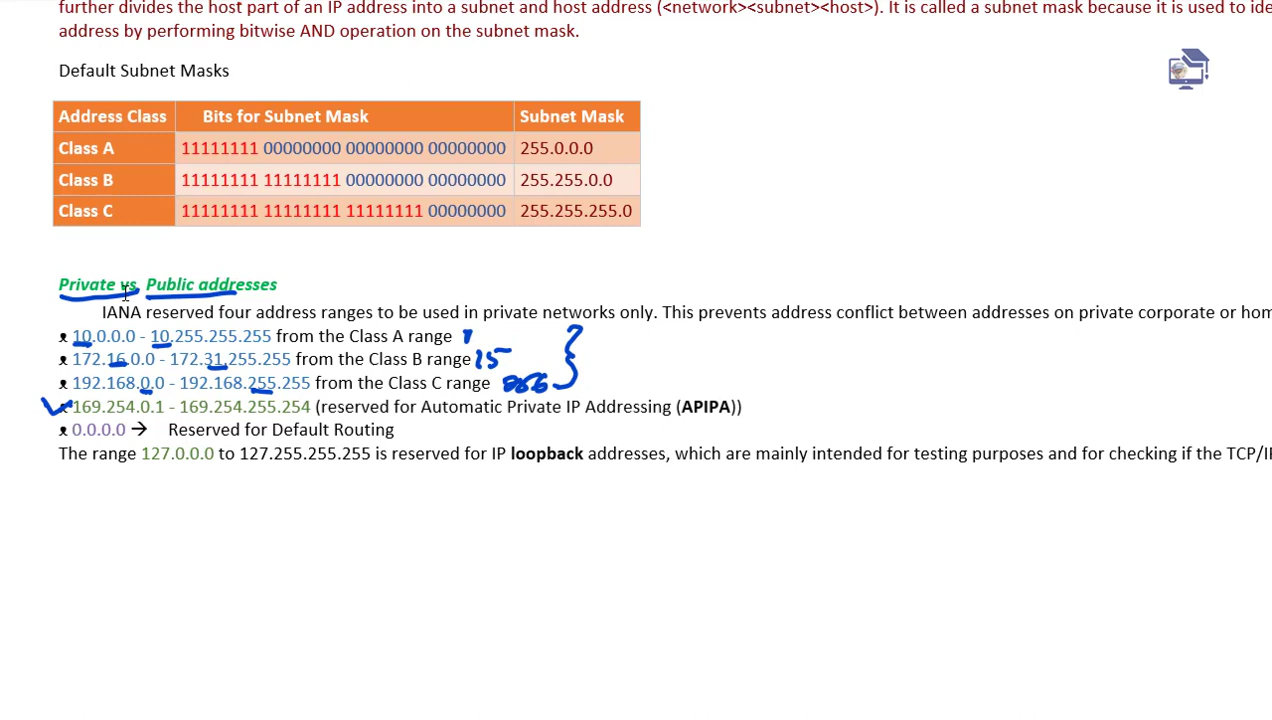 further divides the host part of an IP address into a subnet and host address (<network><subnet><host>). It is called a subnet mask because it is used to ide
address by performing bitwise AND operation on the subnet mask.
Default Subnet Masks
Address Class Bits for Subnet Mask Subnet Mask
Class A 11111111 00000000 00000000 00000000 255.0.0.0
Class B 11111111 11111111 00000000 00000000 255.255.0.0
Class C 11111111 11111111 11111111 00000000 255.255.255.0
Private vs. Public addresses
IANA reserved four address ranges to be used in private networks only. This prevents address conflict between addresses on private corporate or hom
10.0.0.0 - 10.255.255.255 from the Class A range 1
172.16.0.0 - 172.31.255.255 from the Class B range 15
192.168.0.0 - 192.168.255.255 from the Class C range
169.254.0.1 - 169.254.255.254 (reserved for Automatic Private IP Addressing (APIPA))
0.0.0.0 → Reserved for Default Routing
The range 127.0.0.0 to 127.255.255.255 is reserved for IP loopback addresses, which are mainly intended for testing purposes and for checking if the TCP/I